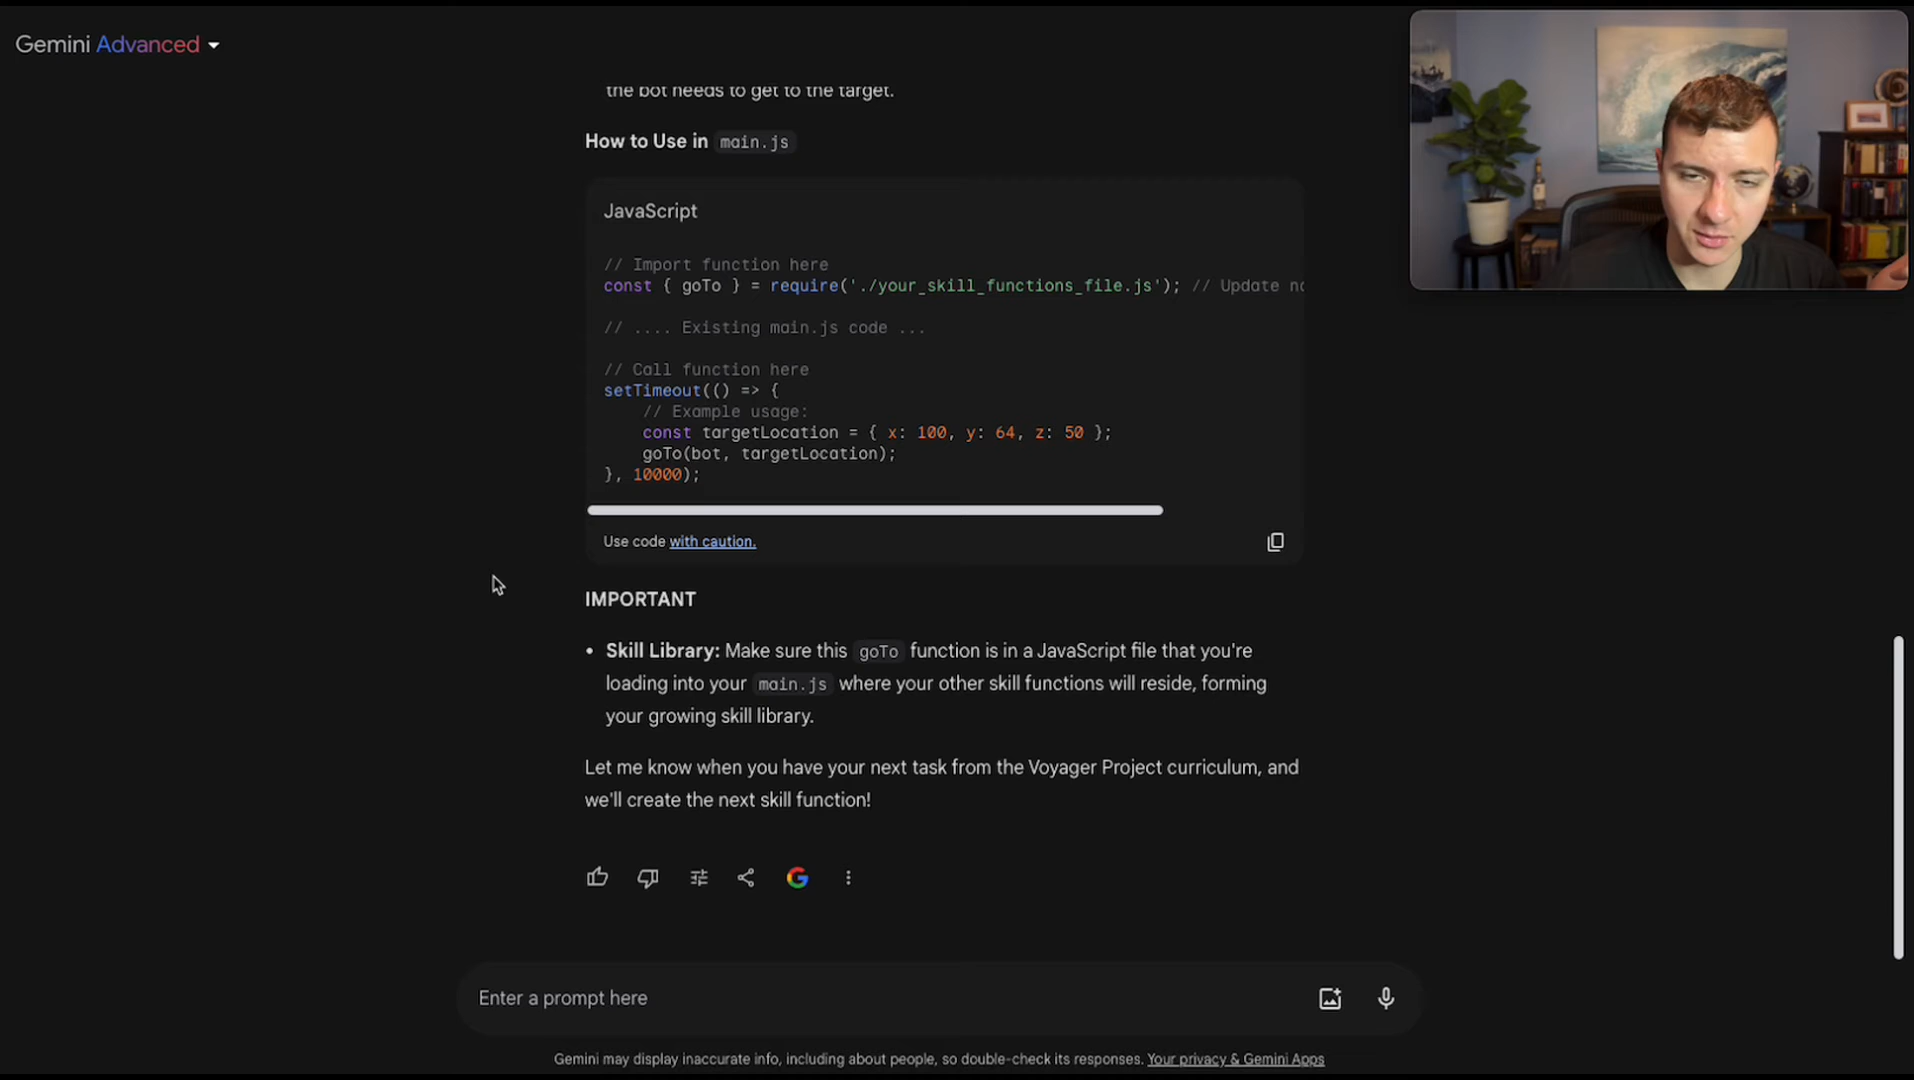 Gemini Advanced
the bot needs to get to the target.
How to Use in main.js
JavaScript
// Import function here
const { goTo } = require('./your_skill_functions_file.js'); // Update
// .... Existing main.js code ...
// Call function here
setTimeout(() => {
// Example usage:
const targetLocation = { x: 100, y: 64, z: 50 };
goTo(bot, targetLocation);
}, 10000);
Use code with caution.
IMPORTANT
• Skill Library: Make sure this goTo function is in a JavaScript file that you're
loading into your main.js where your other skill functions will reside, forming
your growing skill library.
Let me know when you have your next task from the Voyager Project curriculum, and
we'll create the next skill function!
Enter a prompt here
Gemini may display inaccurate info, including about people, so double-check its responses. Your privacy & Gemini Apps